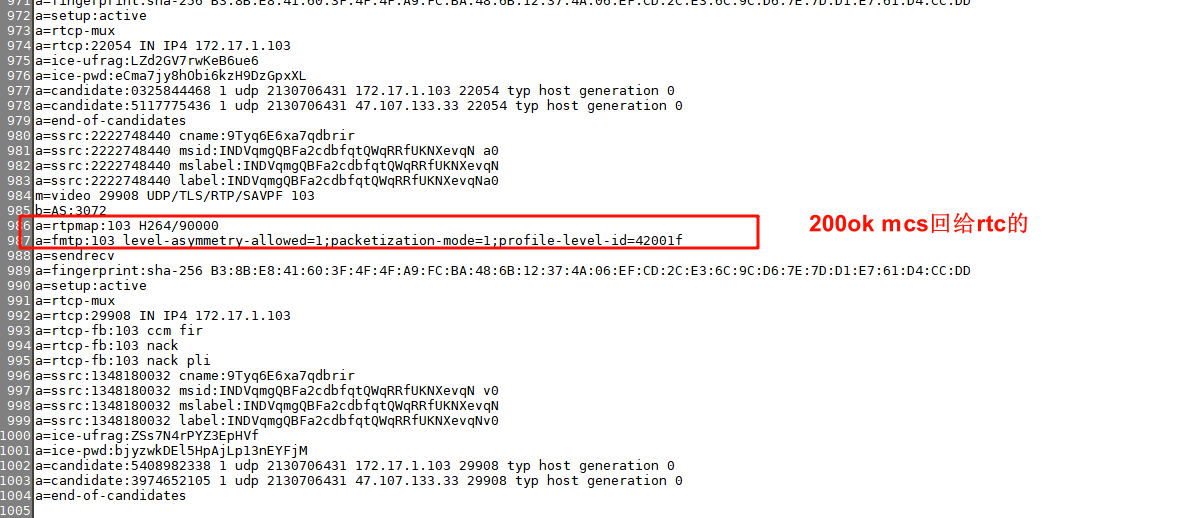 971 a=fingerprint:sha-256 B3:8B:E8:41:60:3F:4F:4F:A9:FC:BA:48:6B:12:37:4A:06:EF:CD:2C:E3:6C:9C:D6:7E:7D:D1:E7:61:D4:CC:DD
972 a=setup:active
973 a=rtcp-mux
974 a=rtcp:22054 IN IP4 172.17.1.103
975 a=ice-ufrag:LZd2GV7rwKeB6ue6
976 a=ice-pwd:eCma7jy8hObi6kzH9DzGpxXL
977 a=candidate:0325844468 1 udp 2130706431 172.17.1.103 22054 typ host generation 0
978 a=candidate:5117775436 1 udp 2130706431 47.107.133.33 22054 typ host generation 0
979 a=end-of-candidates
980 a=ssrc:2222748440 cname:9Tyq6E6xa7qdbrir
981 a=ssrc:2222748440 msid:INDVqmgQBFa2cdbfqtQWqRRfUKNXevqN a0
982 a=ssrc:2222748440 mslabel:INDVqmgQBFa2cdbfqtQWqRRfUKNXevqN
983 a=ssrc:2222748440 label:INDVqmgQBFa2cdbfqtQWqRRfUKNXevqNa0
984 m=video 29908 UDP/TLS/RTP/SAVPF 103
985 b=AS:3072
986 a=rtpmap:103 H264/90000
987 a=fmtp:103 level-asymmetry-allowed=1;packetization-mode=1;profile-level-id=42001f
200ok mcs回给rtc的
988 a=sendrecv
989 a=fingerprint:sha-256 B3:8B:E8:41:60:3F:4F:4F:A9:FC:BA:48:6B:12:37:4A:06:EF:CD:2C:E3:6C:9C:D6:7E:7D:D1:E7:61:D4:CC:DD
990 a=setup:active
991 a=rtcp-mux
992 a=rtcp:29908 IN IP4 172.17.1.103
993 a=rtcp-fb:103 ccm fir
994 a=rtcp-fb:103 nack
995 a=rtcp-fb:103 nack pli
996 a=ssrc:1348180032 cname:9Tyq6E6xa7qdbrir
997 a=ssrc:1348180032 msid:INDVqmgQBFa2cdbfqtQWqRRfUKNXevqN v0
998 a=ssrc:1348180032 mslabel:INDVqmgQBFa2cdbfqtQWqRRfUKNXevqN
999 a=ssrc:1348180032 label:INDVqmgQBFa2cdbfqtQWqRRfUKNXevqNv0
1000 a=ice-ufrag:ZSs7N4rPYZ3EpHVf
1001 a=ice-pwd:bjyzwkDEl5HpAjLp13nEYFjM
1002 a=candidate:5408982338 1 udp 2130706431 172.17.1.103 29908 typ host generation 0
1003 a=candidate:3974652105 1 udp 2130706431 47.107.133.33 29908 typ host generation 0
1004 a=end-of-candidates
1005